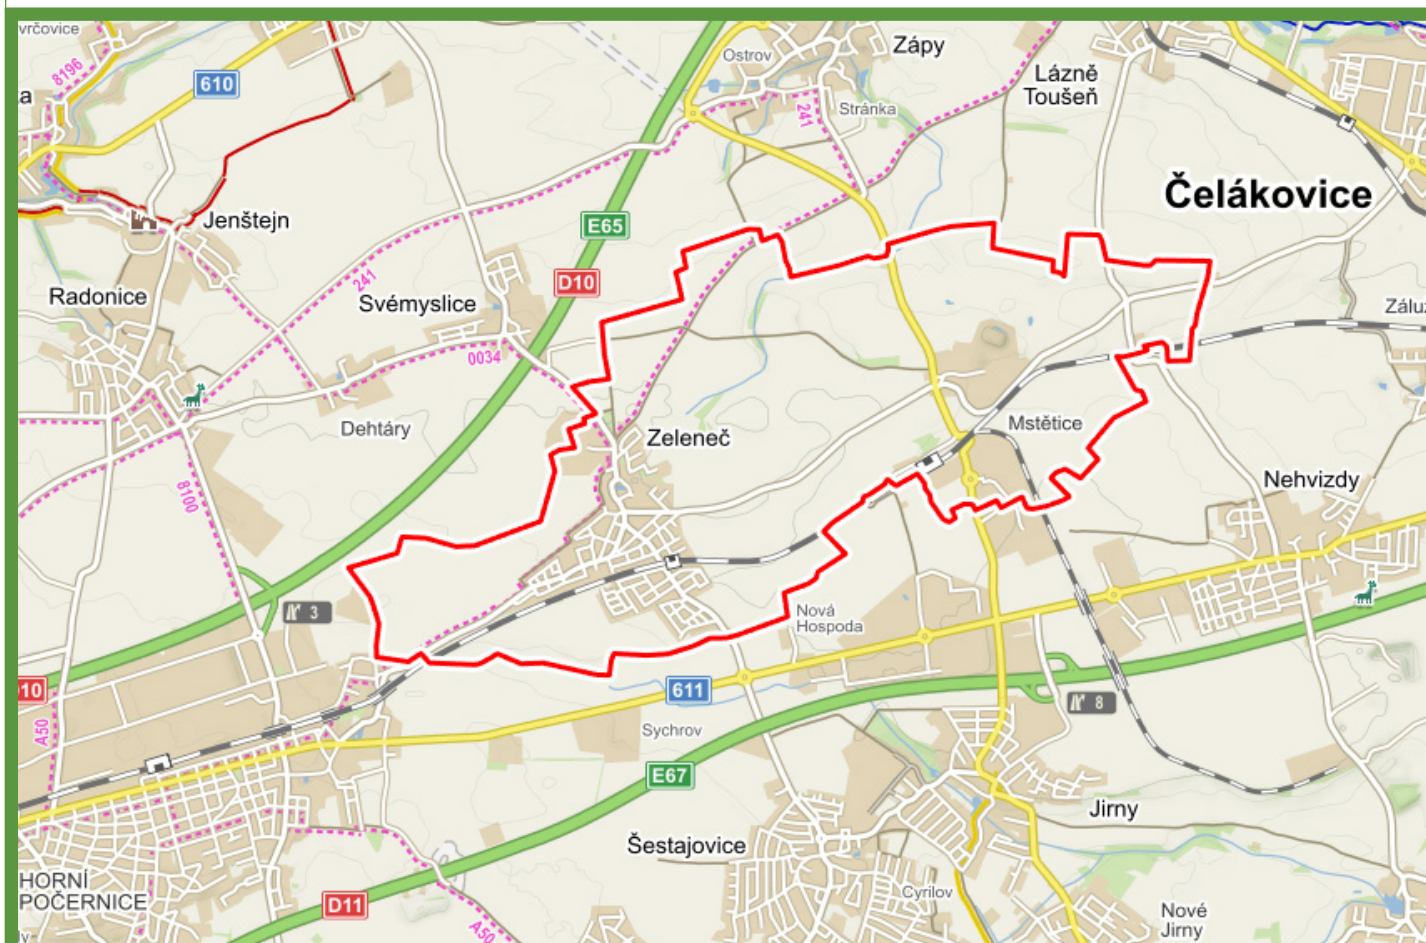 vrčovice
8196
a
610
Ostrov
Zápy
Lázně
Toušeň
241
Stránka
Čelákovice
Jenštejn
E65
D10
241
Radonice
Svémyslice
Zálu
0034
Dehtáry
Zeleneč
Mstětice
Nehvizdy
8100
3
Nová
Hospoda
10
A50
611
8
Sychrov
E67
Jirny
Šestajovice
HORNÍ
POČERNICE
D11
Cyrilov
A50
Nové
Jirny